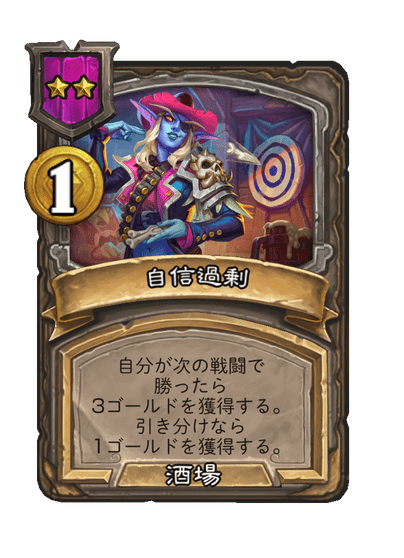 1
自信過剰
自分が次の戦闘で
勝ったら
3ゴールドを獲得する。
引き分けなら
1ゴールドを獲得する。
酒場